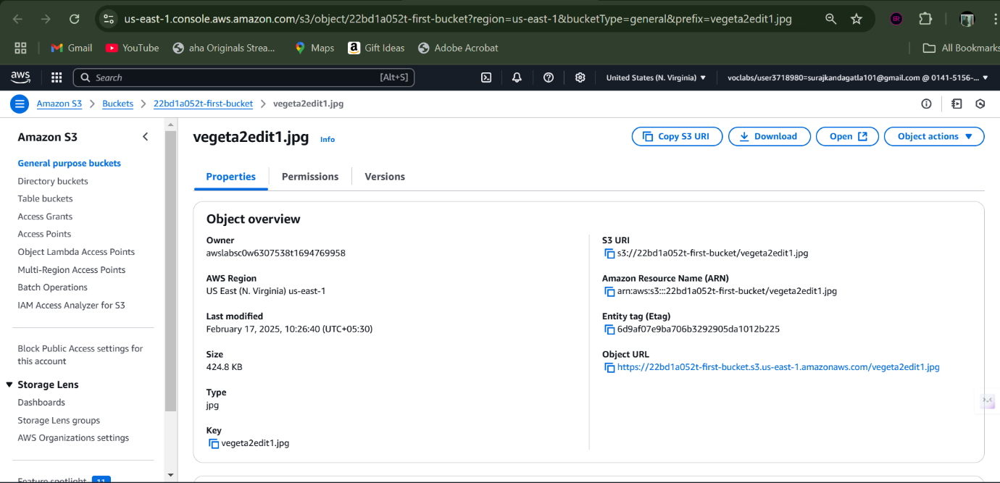 us-east-1.console.aws.amazon.com/s3/object/22bd1a052t-first-bucket?region=us-east-1&bucketType=general&prefix=vegeta2edit1.jpg
Gmail YouTube aha Originals Strea... Maps Gift Ideas Adobe Acrobat All Bookmarks
aws Search [Alt+S] United States (N. Virginia) ▼ voclabs/user3718980=surajkandagatla101@gmail.com @ 0141-5156-... ▼
Amazon S3 > Buckets > 22bd1a052t-first-bucket > vegeta2edit1.jpg
Amazon S3
General purpose buckets
Directory buckets
Table buckets
Access Grants
Access Points
Object Lambda Access Points
Multi-Region Access Points
Batch Operations
IAM Access Analyzer for S3
Block Public Access settings for
this account
Storage Lens
Dashboards
Storage Lens groups
AWS Organizations settings
Feature spotlight 11
vegeta2edit1.jpg Info
Copy S3 URI Download Open Object actions ▼
Properties Permissions Versions
Object overview
Owner
awslabsc0w6307538t1694769958
AWS Region
US East (N. Virginia) us-east-1
Last modified
February 17, 2025, 10:26:40 (UTC+05:30)
Size
424.8 KB
Type
jpg
Key
vegeta2edit1.jpg
S3 URI
s3://22bd1a052t-first-bucket/vegeta2edit1.jpg
Amazon Resource Name (ARN)
arn:aws:s3:::22bd1a052t-first-bucket/vegeta2edit1.jpg
Entity tag (Etag)
6d9af07e9ba706b3292905da1012b225
Object URL
https://22bd1a052t-first-bucket.s3.us-east-1.amazonaws.com/vegeta2edit1.jpg